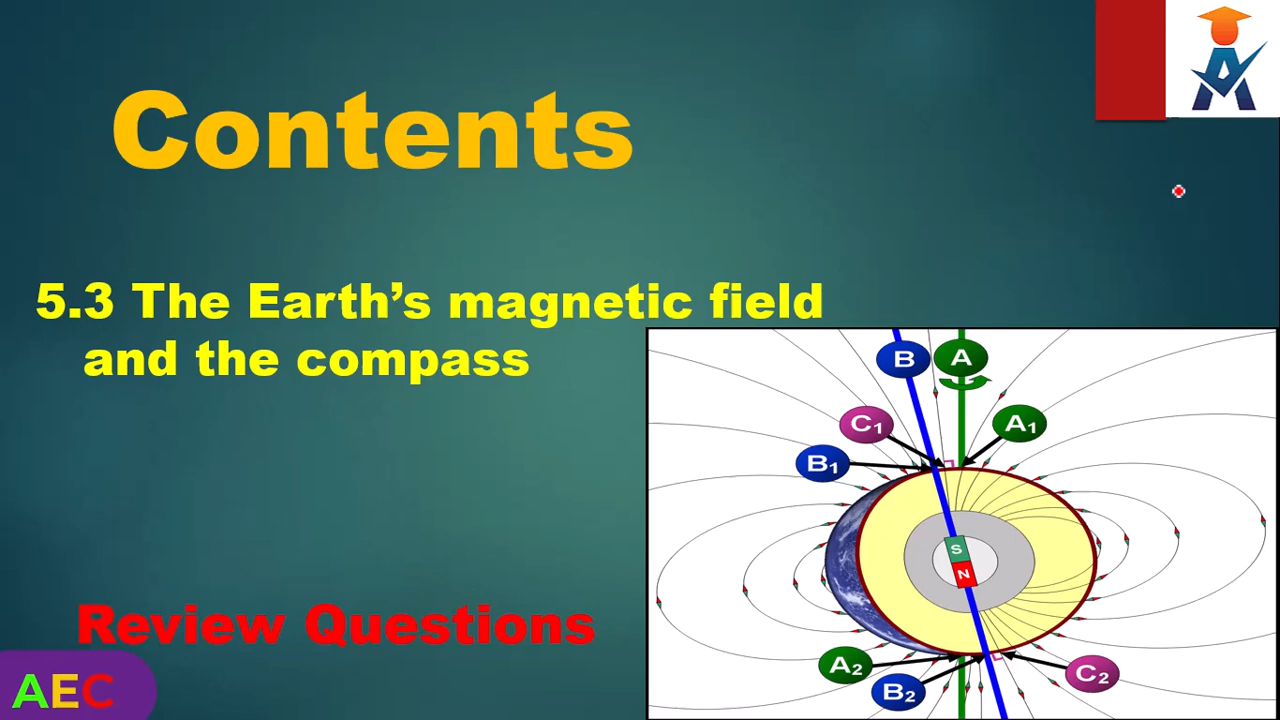 Contents
5.3 The Earth’s magnetic field
and the compass
B A
C1 A1
B1
S
N
Review Questions
A2 C2
B2
AEC